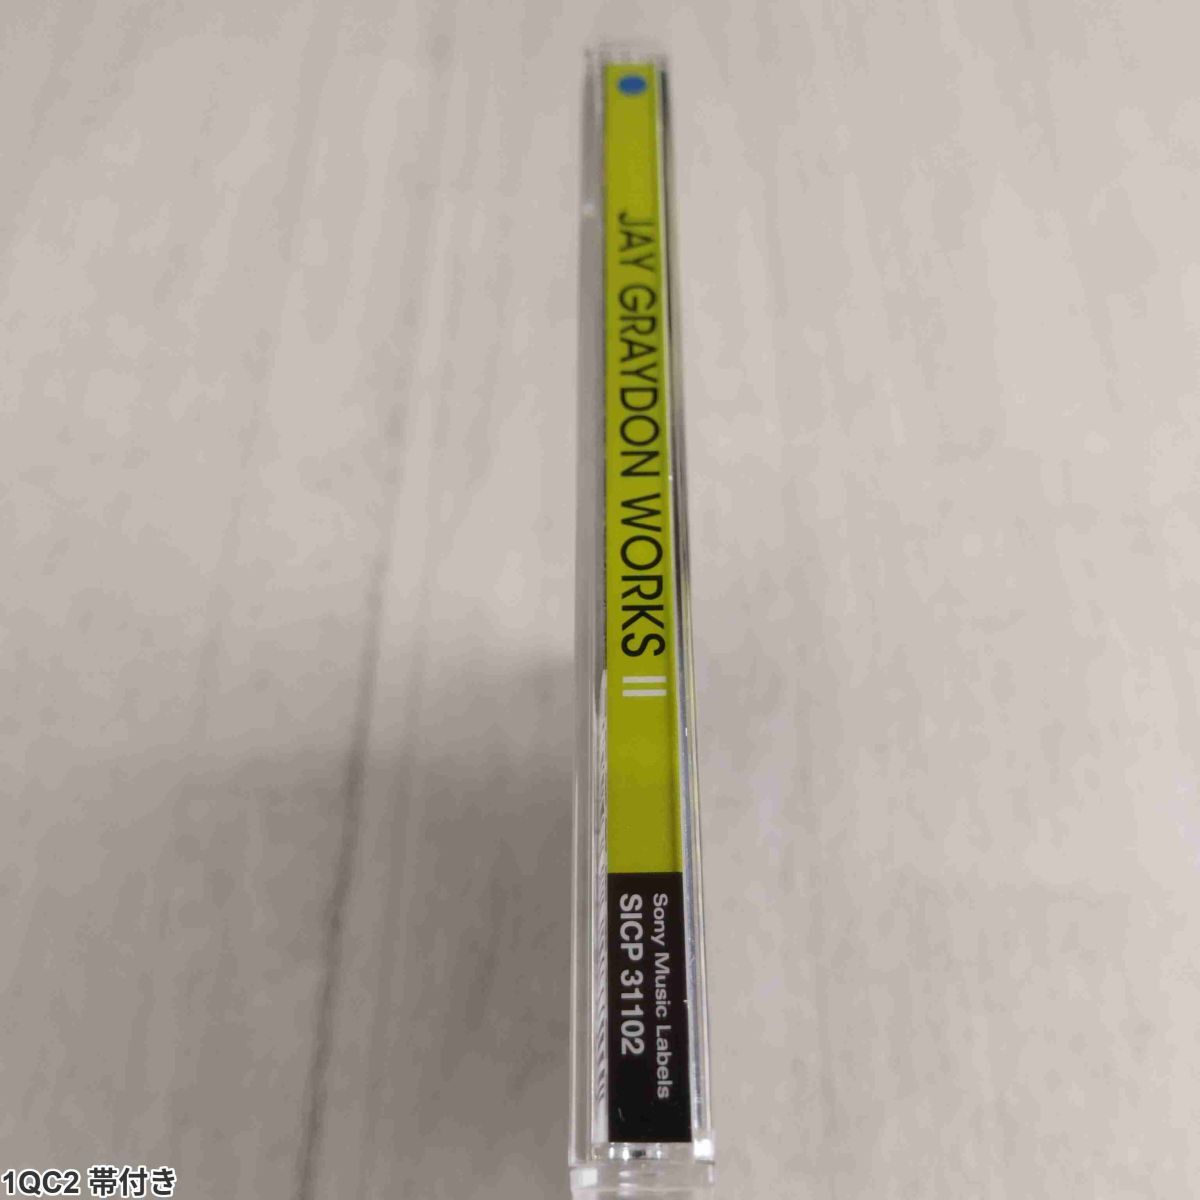 JAY GRAYDON WORKS II
Sony Music Labels
SICP 31102
1QC2 帯付き